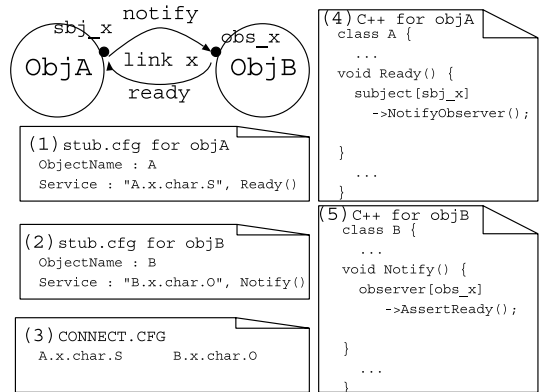 notify
sbj_x
obs_x
ObjA
link x
ObjB
ready
(1) stub.cfg for objA
ObjectName : A
Service : "A.x.char.S", Ready()
(2) stub.cfg for objB
ObjectName : B
Service : "B.x.char.O", Notify()
(3) CONNECT.CFG
A.x.char.S B.x.char.O
(4) C++ for objA
class A {
...
void Ready() {
subject[sbj_x]
->NotifyObserver();
}
...
}
(5) C++ for objB
class B {
...
void Notify() {
observer[obs_x]
->AssertReady();
}
...
}